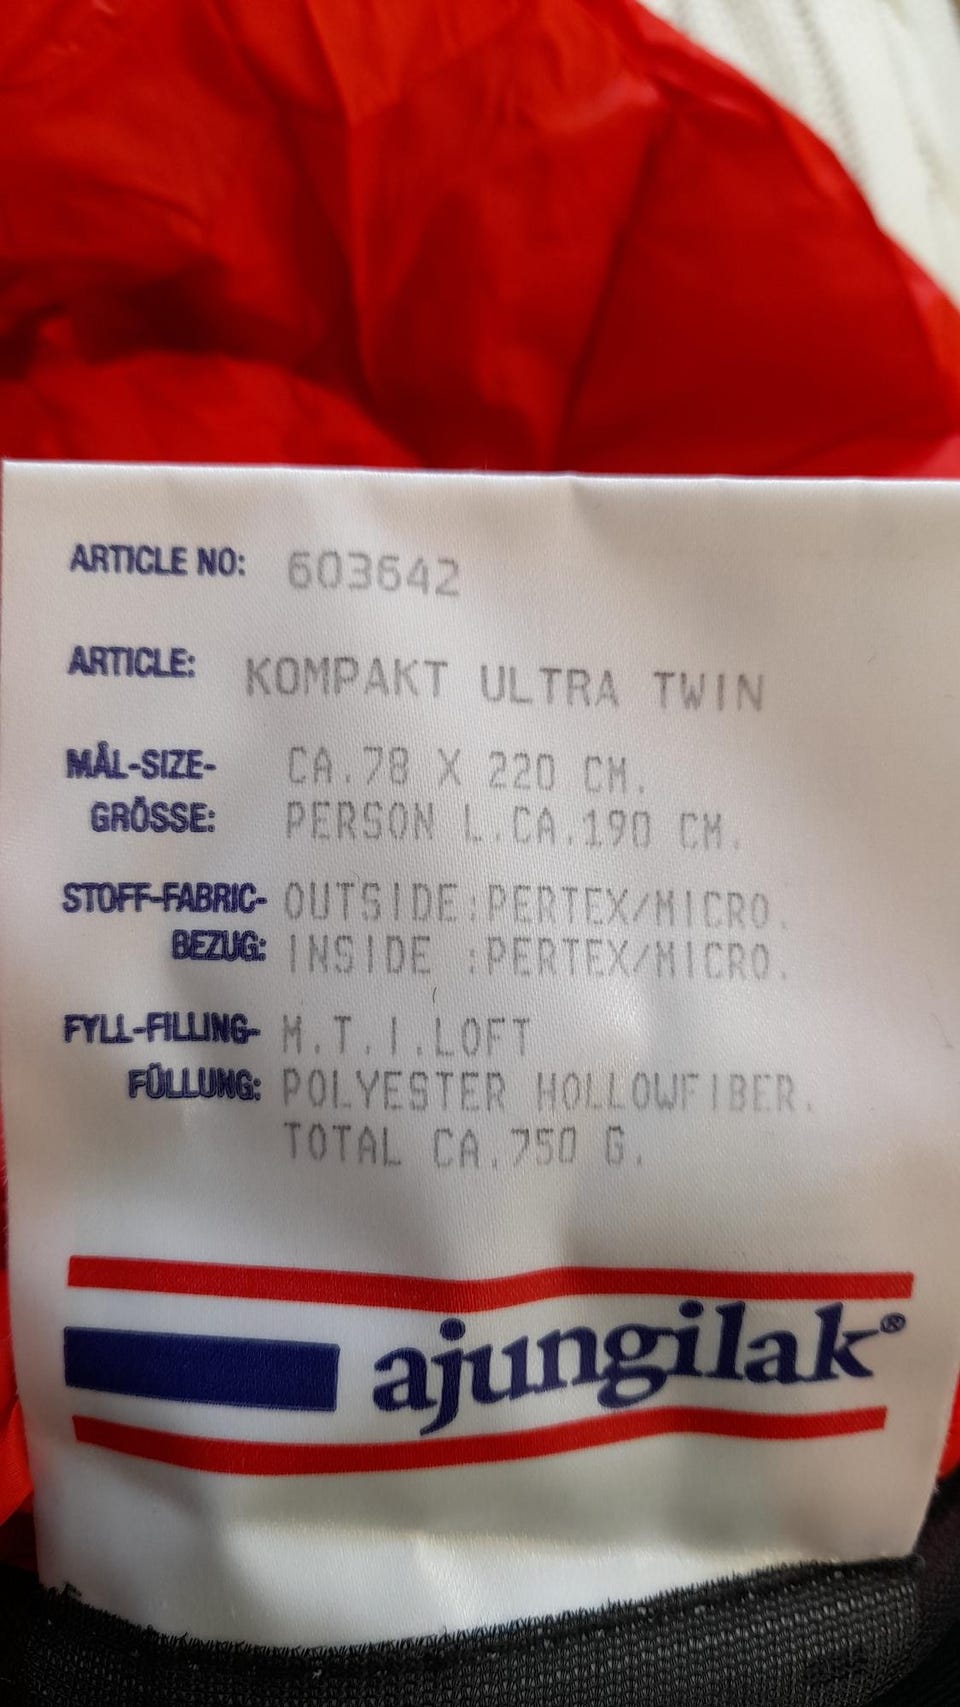 ARTICLE NO: 603642
ARTICLE: KOMPAKT ULTRA TWIN
MÅL-SIZE- CA.78 X 220 CM.
GRÖSSE: PERSON L.CA.190 CM.
STOFF-FABRIC- OUTSIDE:PERTEX/MICRO.
BEZUG: INSIDE :PERTEX/MICRO.
FYLL-FILLING- M.T.I.LOFT
FÜLLUNG: POLYESTER HOLLOWFIBER.
TOTAL CA.750 G.
ajungilak®